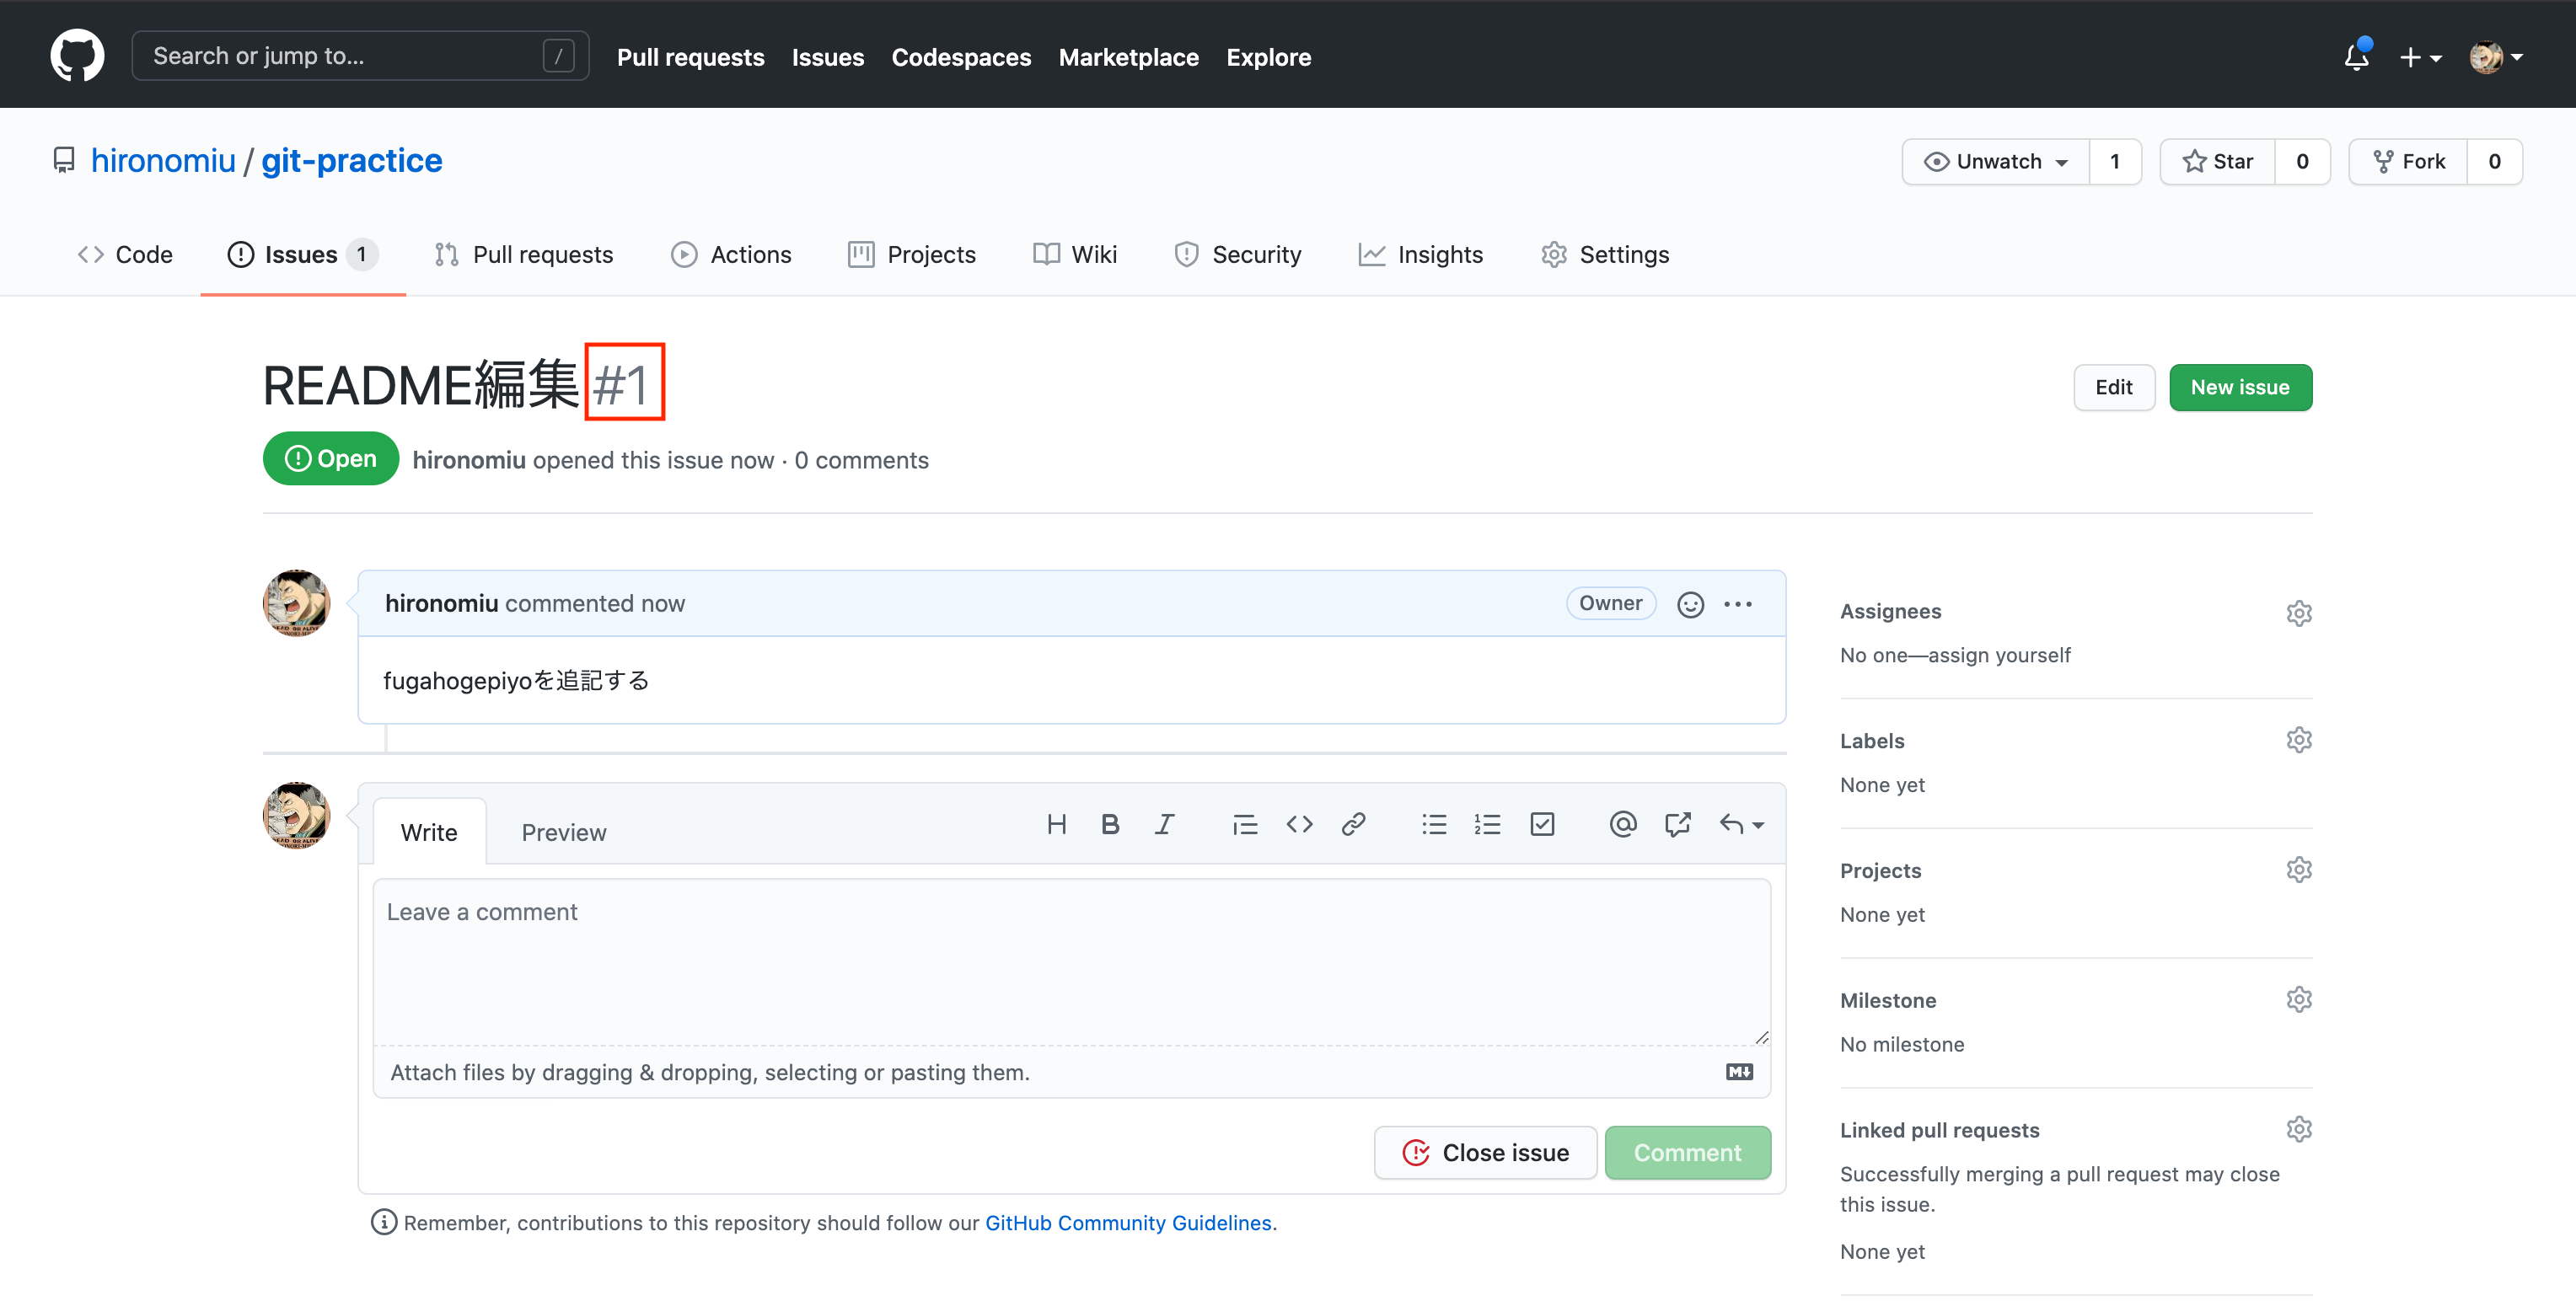 Search or jump to... /
Pull requests Issues Codespaces Marketplace Explore
hironomiu / git-practice
Unwatch 1 Star 0 Fork 0
Code Issues 1 Pull requests Actions Projects Wiki Security Insights Settings
README編集 #1
Edit New issue
Open hironomiu opened this issue now · 0 comments
hironomiu commented now
Owner
fugahogepiyoを追記する
Write Preview
Leave a comment
Attach files by dragging & dropping, selecting or pasting them.
Close issue Comment
Remember, contributions to this repository should follow our GitHub Community Guidelines.
Assignees
No one—assign yourself
Labels
None yet
Projects
None yet
Milestone
No milestone
Linked pull requests
Successfully merging a pull request may close
this issue.
None yet